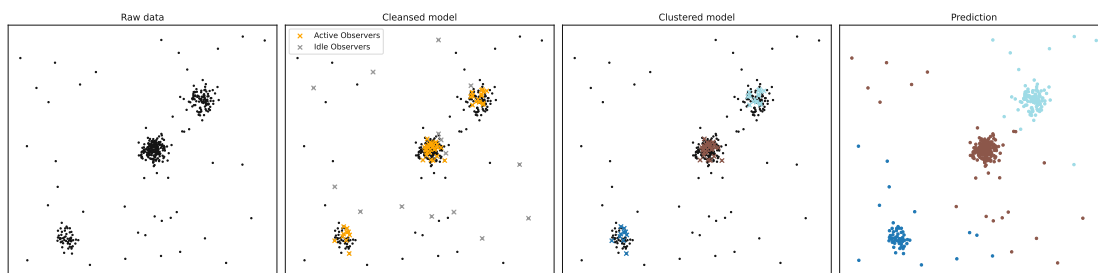 Raw data
Cleansed model
Active Observers
Idle Observers
Clustered model
Prediction